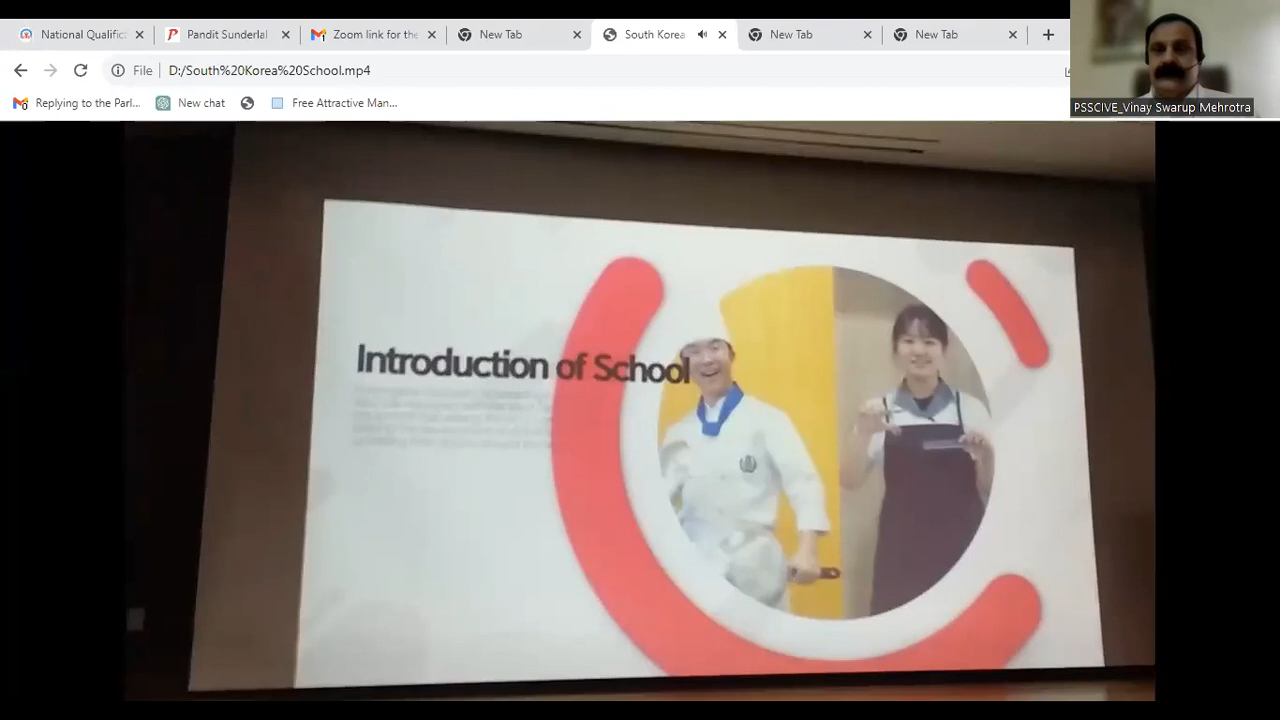 National Qualific
Pandit Sunderlal
Zoom link for the
New Tab
South Korea
New Tab
New Tab
File
D:/South%20Korea%20School.mp4
Replying to the Parl...
New chat
Free Attractive Man...
PSSCIVE_Vinay Swarup Mehrotra
Introduction of School